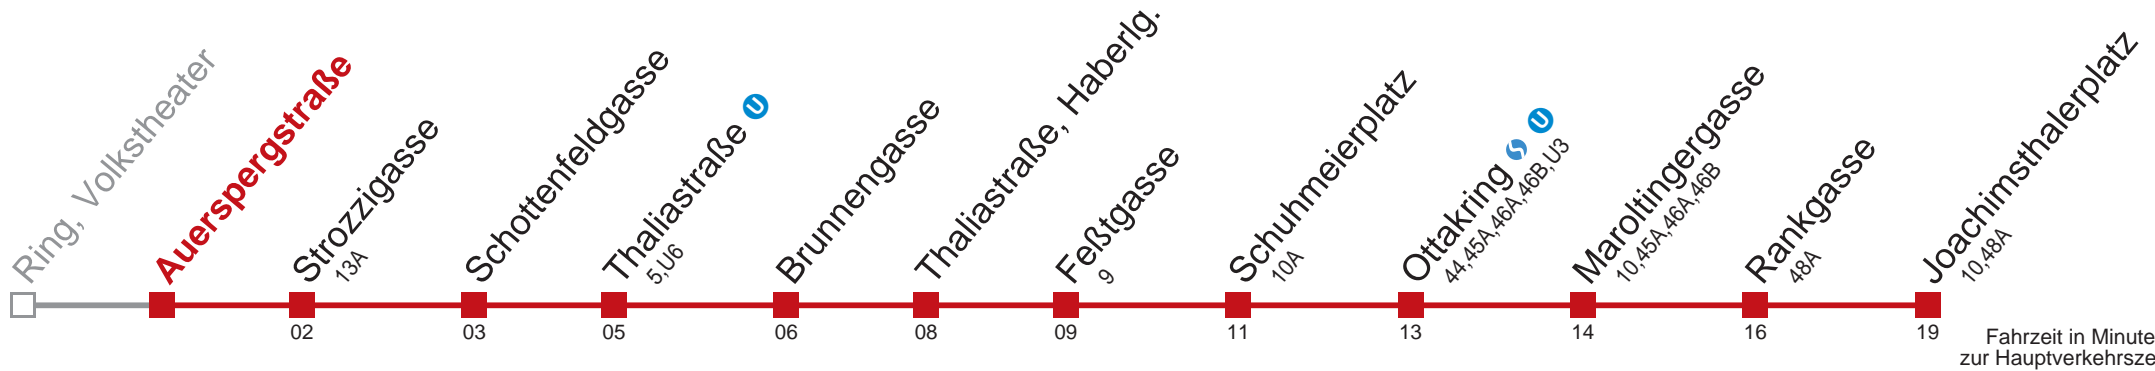 Ring, Volkstheater
Auerspergstraße
Strozzigasse
13A
Schottenfeldgasse
Thaliastraße U
5,U6
Brunnengasse
Thaliastraße, Haberlg.
Feßtgasse
9
Schuhmeierplatz
10A
Ottakring S U
44,45A,46A,46B,U3
Maroltingergasse
10,45A,46A,46B
Rankgasse
48A
Joachimsthalerplatz
10,48A
02 03 05 06 08 09 11 13 14 16 19
Fahrzeit in Minute
zur Hauptverkehrsze